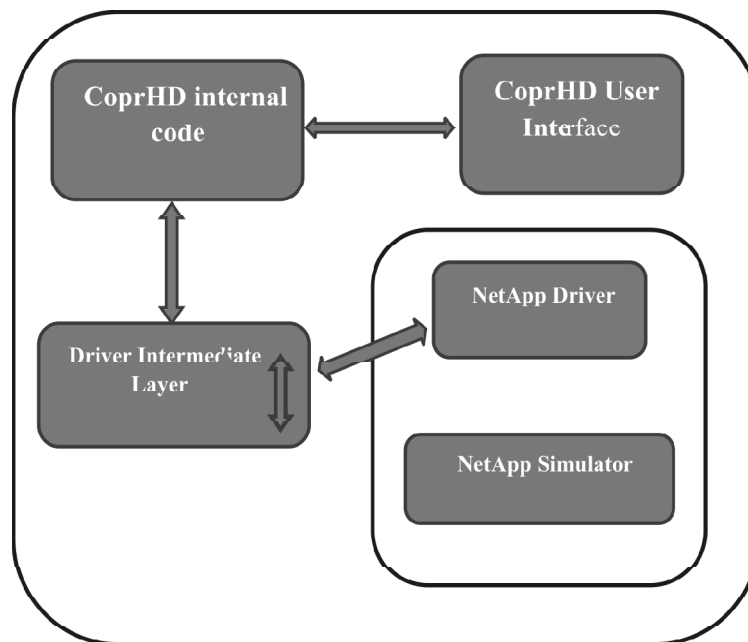 CoprHD internal
code
CoprHD User
Interface
NetApp Driver
Driver Intermediate
Layer
NetApp Simulator